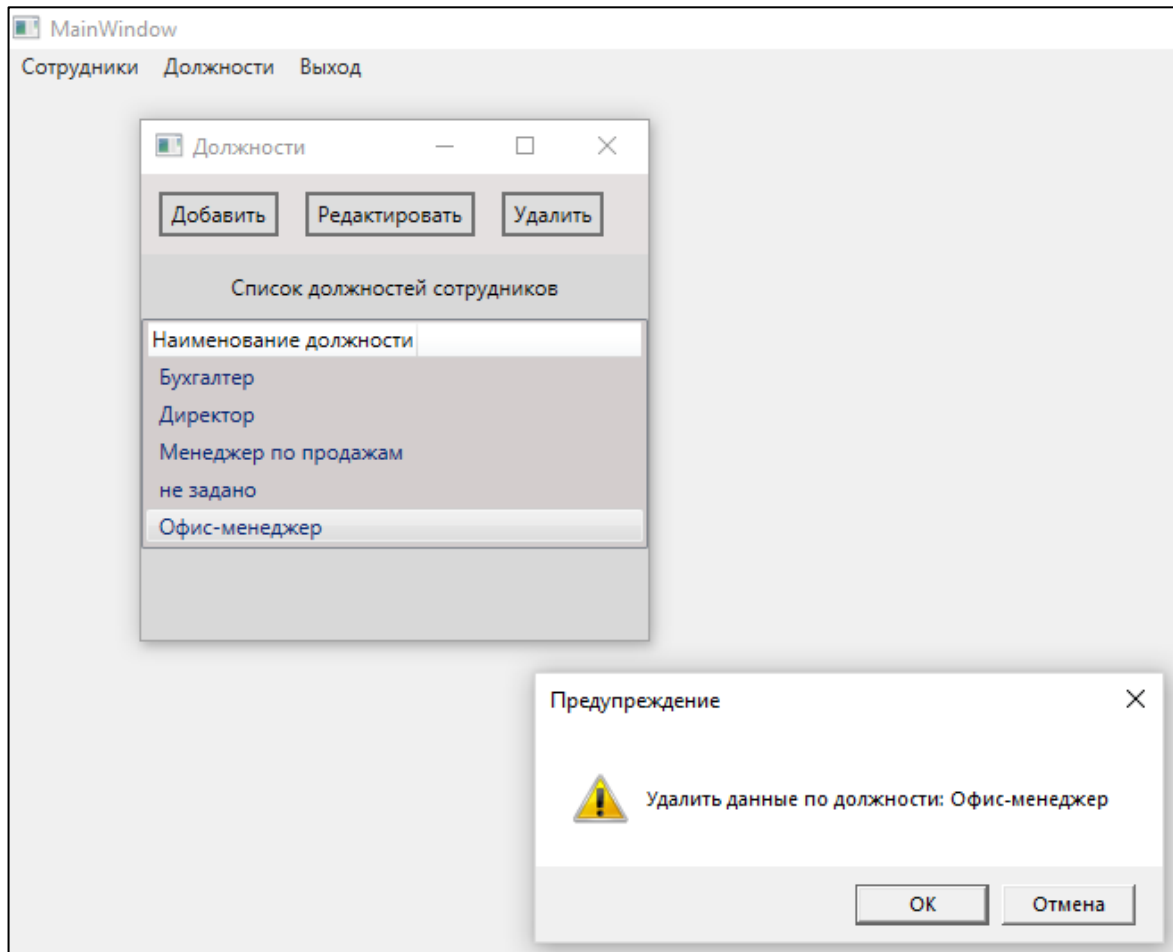 MainWindow
Сотрудники Должности Выход
Должности
Добавить Редактировать Удалить
Список должностей сотрудников
Наименование должности
Бухгалтер
Директор
Менеджер по продажам
не задано
Офис-менеджер
Предупреждение
Удалить данные по должности: Офис-менеджер
ОК Отмена